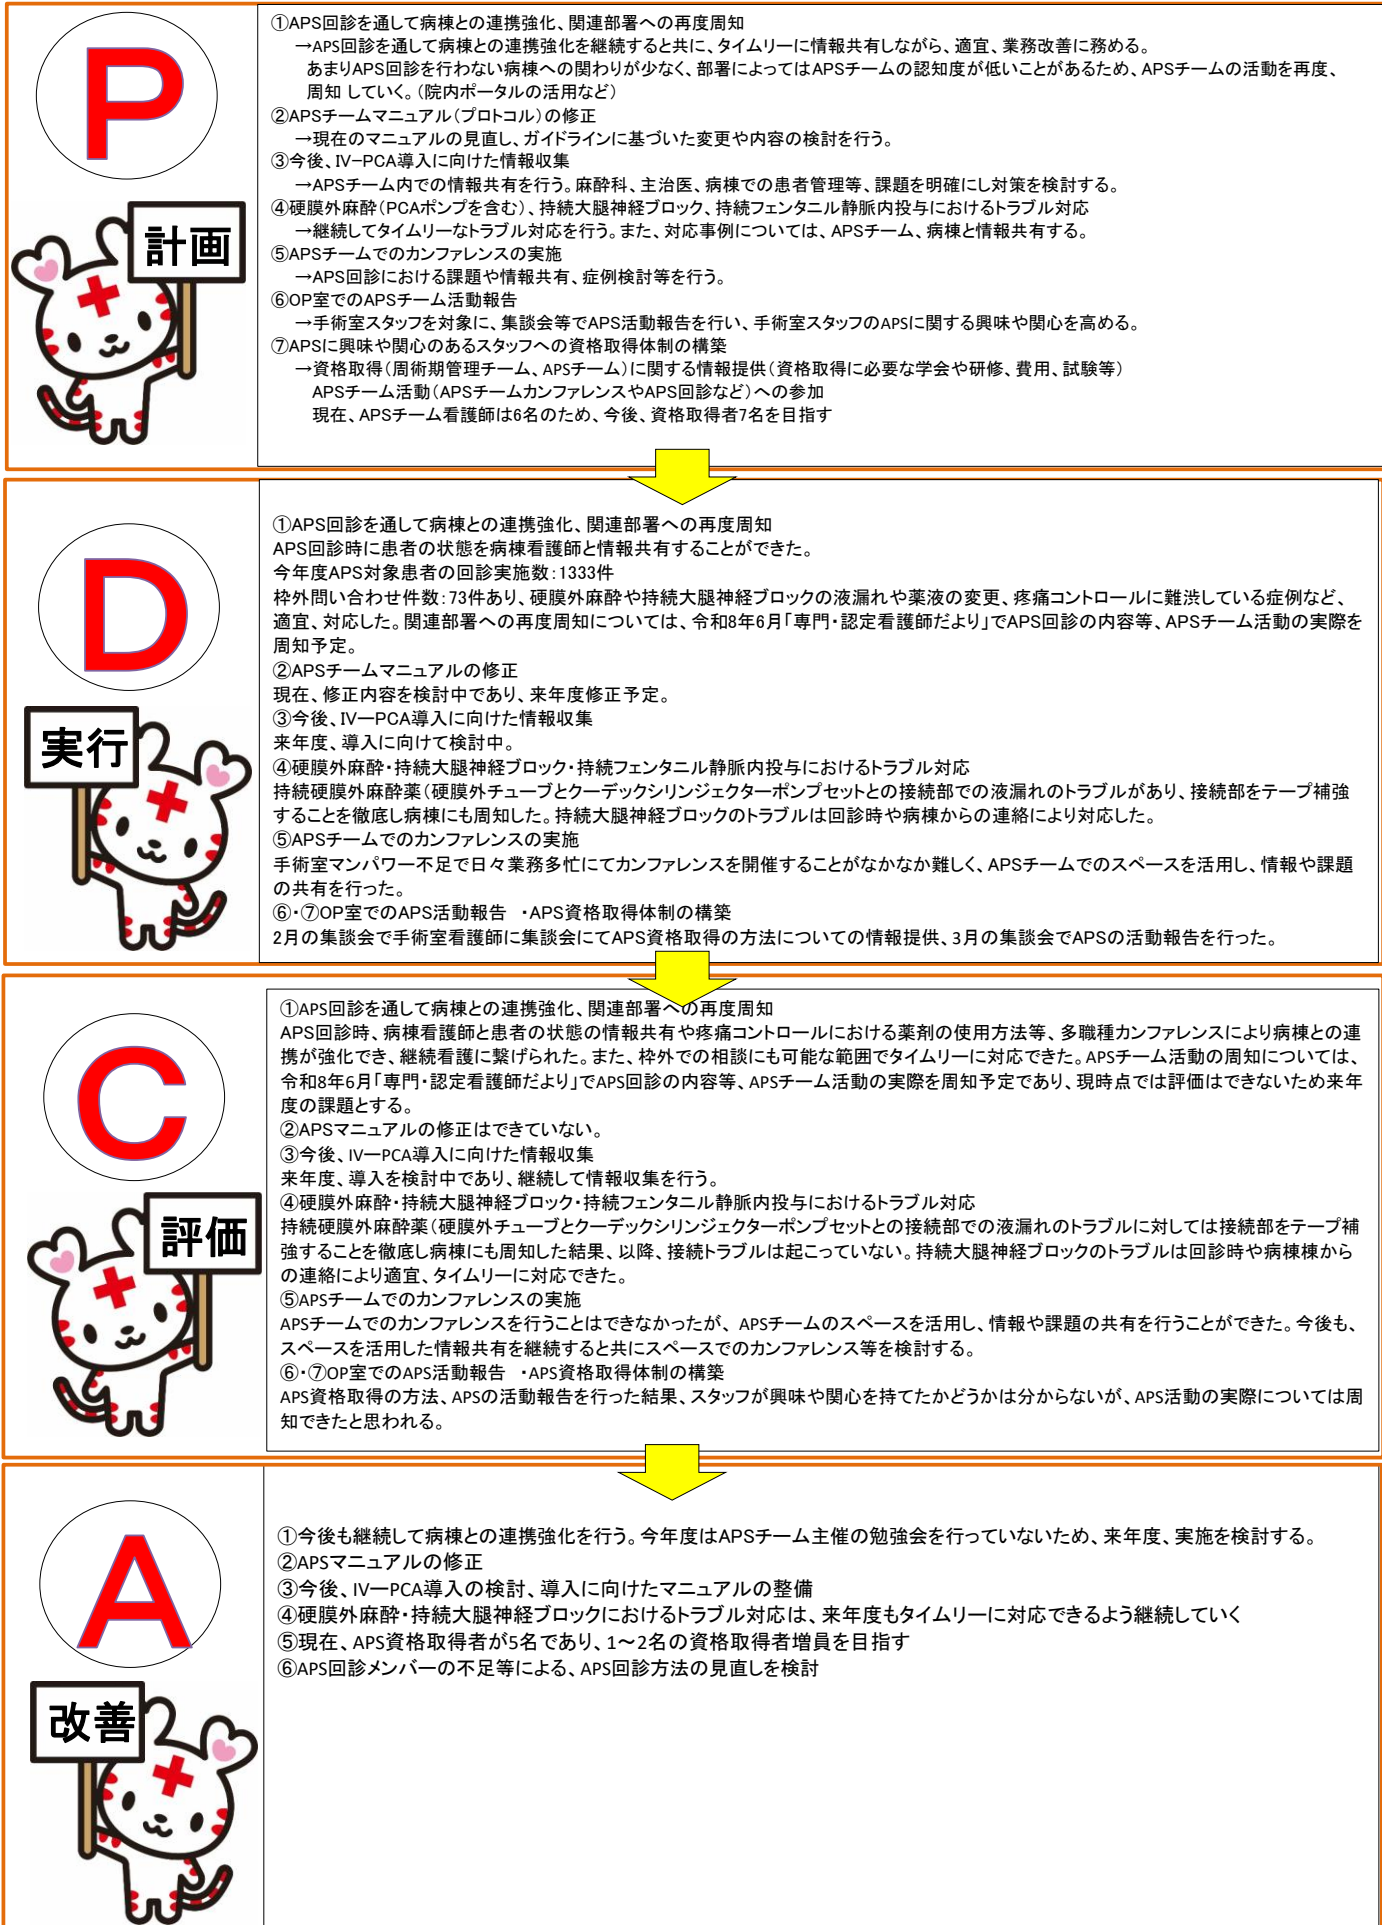 P
計画
①APS回診を通して病棟との連携強化、関連部署への再度周知
→APS回診を通して病棟との連携強化を継続すると共に、タイムリーに情報共有しながら、適宜、業務改善に務める。
あまりAPS回診を行わない病棟への関わりが少なく、部署によってはAPSチームの認知度が低いことがあるため、APSチームの活動を再度、
周知 していく。（院内ポータルの活用など）
②APSチームマニュアル（プロトコル）の修正
→現在のマニュアルの見直し、ガイドラインに基づいた変更や内容の検討を行う。
③今後、IV−PCA導入に向けた情報収集
→APSチーム内での情報共有を行う。麻酔科、主治医、病棟での患者管理等、課題を明確にし対策を検討する。
④硬膜外麻酔（PCAポンプを含む）、持続大腿神経ブロック、持続フェンタニル静脈内投与におけるトラブル対応
→継続してタイムリーなトラブル対応を行う。また、対応事例については、APSチーム、病棟と情報共有する。
⑤APSチームでのカンファレンスの実施
→APS回診における課題や情報共有、症例検討等を行う。
⑥OP室でのAPSチーム活動報告
→手術室スタッフを対象に、集談会等でAPS活動報告を行い、手術室スタッフのAPSに関する興味や関心を高める。
⑦APSに興味や関心のあるスタッフへの資格取得体制の構築
→資格取得（周術期管理チーム、APSチーム）に関する情報提供（資格取得に必要な学会や研修、費用、試験等）
APSチーム活動（APSチームカンファレンスやAPS回診など）への参加
現在、APSチーム看護師は6名のため、今後、資格取得者7名を目指す
D
実行
①APS回診を通して病棟との連携強化、関連部署への再度周知
APS回診時に患者の状態を病棟看護師と情報共有することができた。
今年度APS対象患者の回診実施数：1333件
枠外問い合わせ件数：73件あり、硬膜外麻酔や持続大腿神経ブロックの液漏れや薬液の変更、疼痛コントロールに難渋している症例など、
適宜、対応した。関連部署への再度周知については、令和8年6月「専門・認定看護師だより」でAPS回診の内容等、APSチーム活動の実際を
周知予定。
②APSチームマニュアルの修正
現在、修正内容を検討中であり、来年度修正予定。
③今後、IV―PCA導入に向けた情報収集
来年度、導入に向けて検討中。
④硬膜外麻酔・持続大腿神経ブロック・持続フェンタニル静脈内投与におけるトラブル対応
持続硬膜外麻酔薬（硬膜外チューブとクーデックシリンジェクターポンプセットとの接続部での液漏れのトラブルがあり、接続部をテープ補強
することを徹底し病棟にも周知した。持続大腿神経ブロックのトラブルは回診時や病棟からの連絡により対応した。
⑤APSチームでのカンファレンスの実施
手術室マンパワー不足で日々業務多忙にてカンファレンスを開催することがなかなか難しく、APSチームでのスペースを活用し、情報や課題
の共有を行った。
⑥・⑦OP室でのAPS活動報告 ・APS資格取得体制の構築
2月の集談会で手術室看護師に集談会にてAPS資格取得の方法についての情報提供、3月の集談会でAPSの活動報告を行った。
C
評価
①APS回診を通して病棟との連携強化、関連部署への再度周知
APS回診時、病棟看護師と患者の状態の情報共有や疼痛コントロールにおける薬剤の使用方法等、多職種カンファレンスにより病棟との連
携が強化でき、継続看護に繋げられた。また、枠外での相談にも可能な範囲でタイムリーに対応できた。APSチーム活動の周知については、
令和8年6月「専門・認定看護師だより」でAPS回診の内容等、APSチーム活動の実際を周知予定であり、現時点では評価はできないため来年
度の課題とする。
②APSマニュアルの修正はできていない。
③今後、IV―PCA導入に向けた情報収集
来年度、導入を検討中であり、継続して情報収集を行う。
④硬膜外麻酔・持続大腿神経ブロック・持続フェンタニル静脈内投与におけるトラブル対応
持続硬膜外麻酔薬（硬膜外チューブとクーデックシリンジェクターポンプセットとの接続部での液漏れのトラブルに対しては接続部をテープ補
強することを徹底し病棟にも周知した結果、以降、接続トラブルは起こっていない。持続大腿神経ブロックのトラブルは回診時や病棟棟から
の連絡により適宜、タイムリーに対応できた。
⑤APSチームでのカンファレンスの実施
APSチームでのカンファレンスを行うことはできなかったが、 APSチームのスペースを活用し、情報や課題の共有を行うことができた。今後も、
スペースを活用した情報共有を継続すると共にスペースでのカンファレンス等を検討する。
⑥・⑦OP室でのAPS活動報告 ・APS資格取得体制の構築
APS資格取得の方法、APSの活動報告を行った結果、スタッフが興味や関心を持てたかどうかは分からないが、APS活動の実際については周
知できたと思われる。
A
改善
①今後も継続して病棟との連携強化を行う。今年度はAPSチーム主催の勉強会を行っていないため、来年度、実施を検討する。
②APSマニュアルの修正
③今後、IV―PCA導入の検討、導入に向けたマニュアルの整備
④硬膜外麻酔・持続大腿神経ブロックにおけるトラブル対応は、来年度もタイムリーに対応できるよう継続していく
⑤現在、APS資格取得者が5名であり、1～2名の資格取得者増員を目指す
⑥APS回診メンバーの不足等による、APS回診方法の見直しを検討